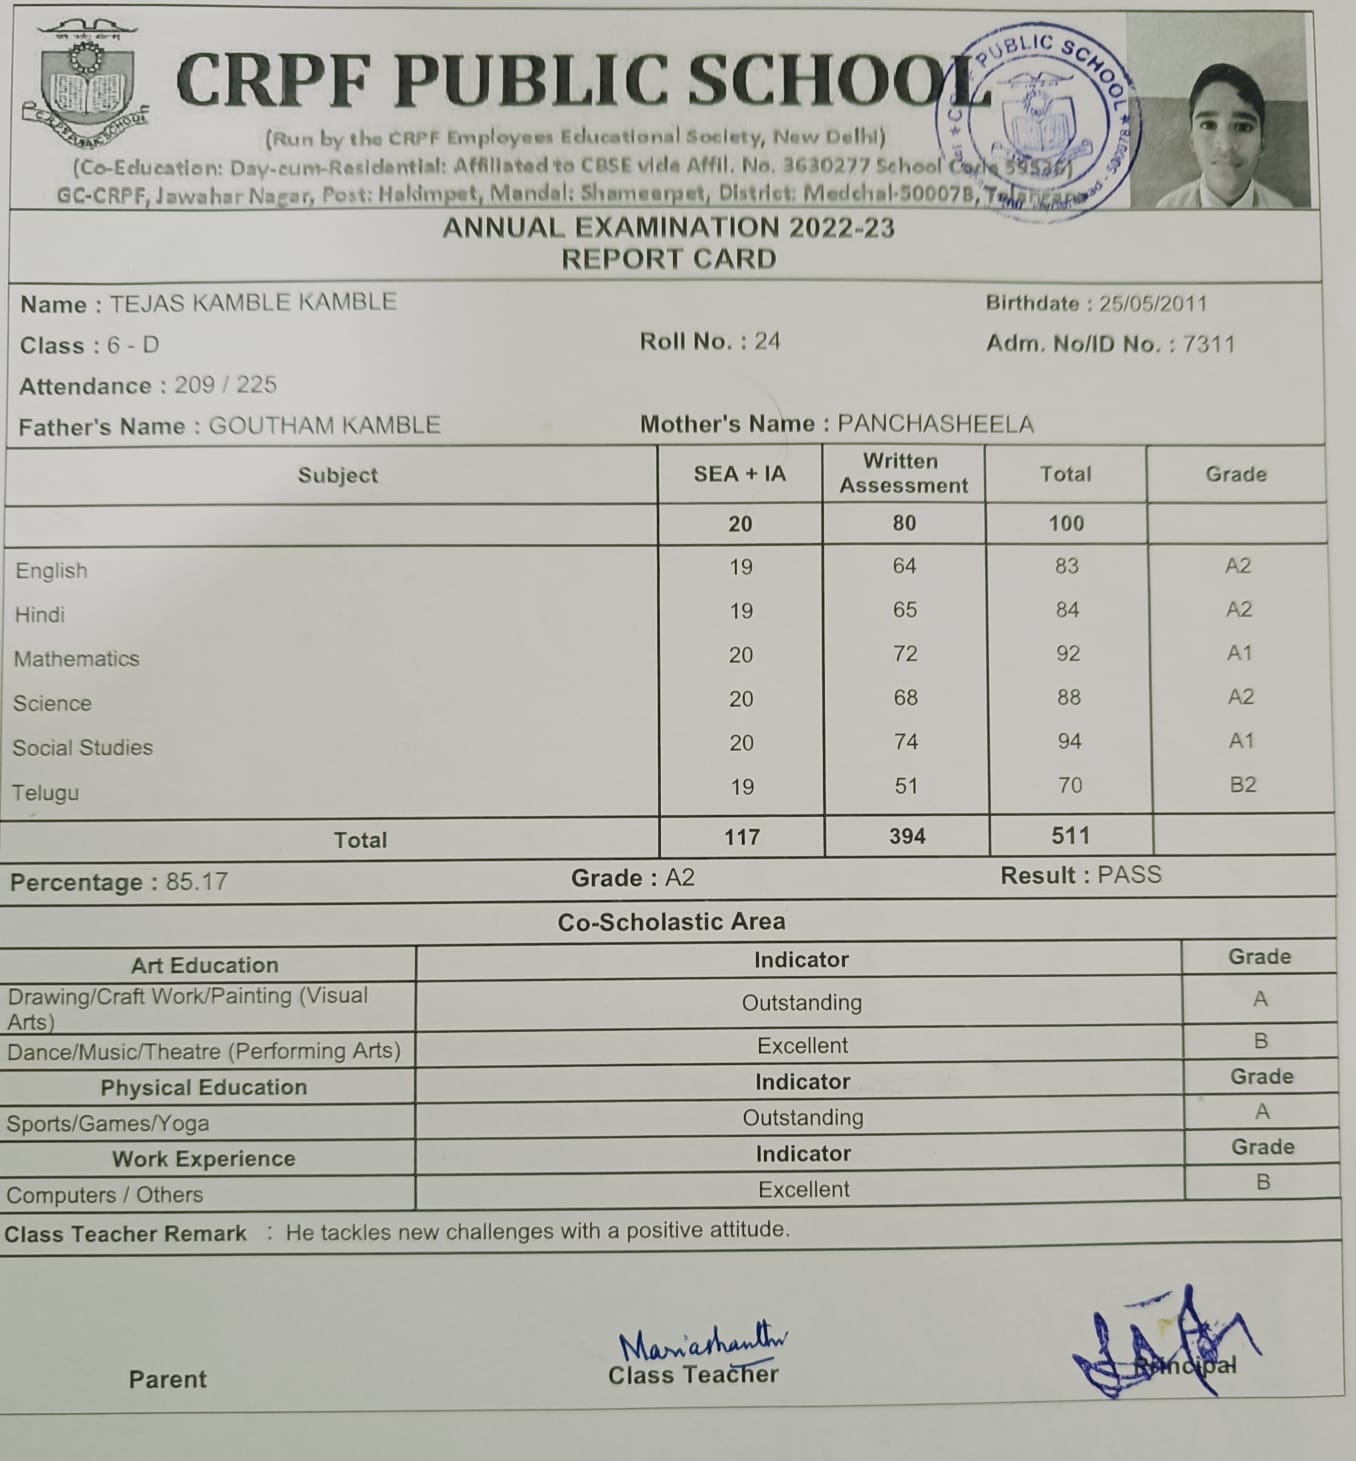 CRPF PUBLIC SCHOOL
(Run by the CRPF Employees Educational Society, New Delhi)
(Co-Education: Day-cum-Residential: Affiliated to CBSE vide Affil. No. 3630277 School Code
GC-CRPF, Jawahar Nagar, Post: Hakimpet, Mandal: Shameerpet, District: Medchal-500078, Telangana
PUBLIC SCHOOL
CRPF PUBLIC SCHOOL
ANNUAL EXAMINATION 2022-23
REPORT CARD
Name : TEJAS KAMBLE KAMBLE Birthdate : 25/05/2011
Class : 6 - D Roll No. : 24 Adm. No/ID No. : 7311
Attendance : 209 / 225
Father's Name : GOUTHAM KAMBLE Mother's Name : PANCHASHEELA
Subject SEA + IA Written Assessment Total Grade
20 80 100
English 19 64 83 A2
Hindi 19 65 84 A2
Mathematics 20 72 92 A1
Science 20 68 88 A2
Social Studies 20 74 94 A1
Telugu 19 51 70 B2
Total 117 394 511
Percentage : 85.17 Grade : A2 Result : PASS
Co-Scholastic Area
Art Education Indicator Grade
Drawing/Craft Work/Painting (Visual Arts) Outstanding A
Dance/Music/Theatre (Performing Arts) Excellent B
Physical Education Indicator Grade
Sports/Games/Yoga Outstanding A
Work Experience Indicator Grade
Computers / Others Excellent B
Class Teacher Remark : He tackles new challenges with a positive attitude.
Parent Class Teacher Principal